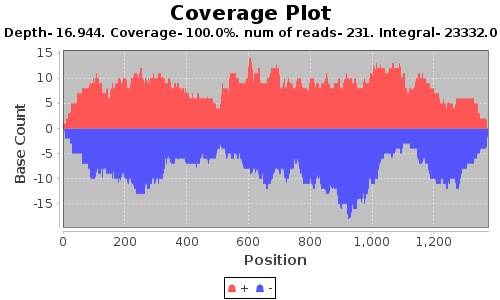 Coverage Plot
Depth- 16.944. Coverage- 100.0%. num of reads- 231. Integral- 23332.0
15
10
5
0
-5
-10
-15
Base Count
0 200 400 600 800 1,000 1,200
Position
+ -